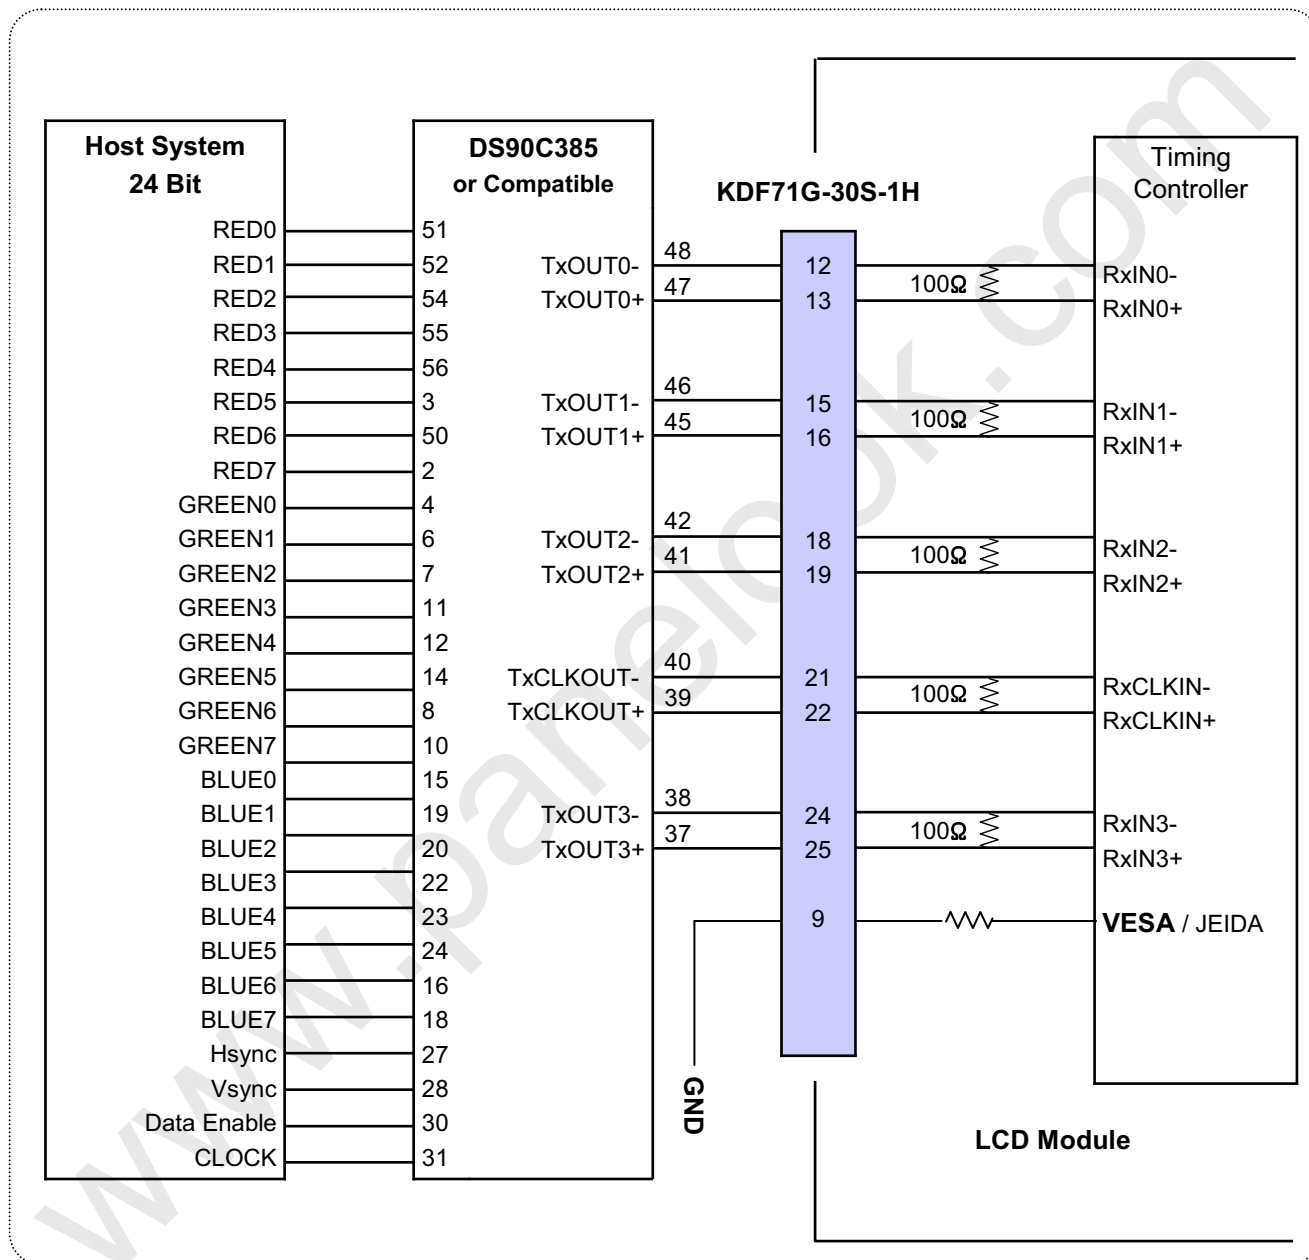 Host System
24 Bit
RED0
RED1
RED2
RED3
RED4
RED5
RED6
RED7
GREEN0
GREEN1
GREEN2
GREEN3
GREEN4
GREEN5
GREEN6
GREEN7
BLUE0
BLUE1
BLUE2
BLUE3
BLUE4
BLUE5
BLUE6
BLUE7
Hsync
Vsync
Data Enable
CLOCK
DS90C385
or Compatible
51
52
54
55
56
3
50
2
4
6
7
11
12
14
8
10
15
19
20
22
23
24
16
18
27
28
30
31
TxOUT0-
TxOUT0+
TxOUT1-
TxOUT1+
TxOUT2-
TxOUT2+
TxCLKOUT-
TxCLKOUT+
TxOUT3-
TxOUT3+
48
47
46
45
42
41
40
39
38
37
GND
KDF71G-30S-1H
12
13
15
16
18
19
21
22
24
25
9
100Ω
100Ω
100Ω
100Ω
100Ω
Timing
Controller
RxIN0-
RxIN0+
RxIN1-
RxIN1+
RxIN2-
RxIN2+
RxCLKIN-
RxCLKIN+
RxIN3-
RxIN3+
VESA / JEIDA
LCD Module
www.panelook.com